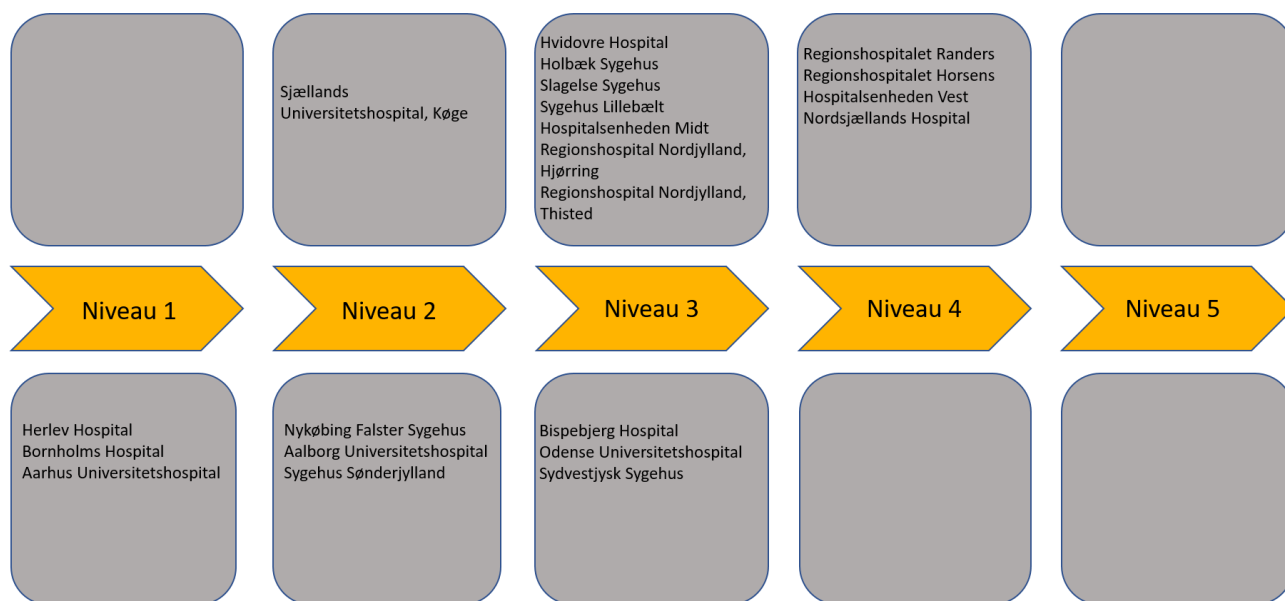 Sjællands
Universitetshospital, Køge
Hvidovre Hospital
Holbæk Sygehus
Slagelse Sygehus
Sygehus Lillebælt
Hospitalsenheden Midt
Regionshospital Nordjylland,
Hjørring
Regionshospital Nordjylland,
Thisted
Regionshospitalet Randers
Regionshospitalet Horsens
Hospitalsenheden Vest
Nordsjællands Hospital
Niveau 1
Niveau 2
Niveau 3
Niveau 4
Niveau 5
Herlev Hospital
Bornholms Hospital
Aarhus Universitetshospital
Nykøbing Falster Sygehus
Aalborg Universitetshospital
Sygehus Sønderjylland
Bispebjerg Hospital
Odense Universitetshospital
Sydvestjysk Sygehus